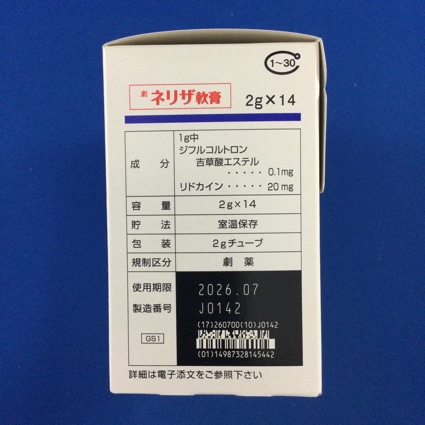 1〜30
劇 ネリザ軟膏 2g×14
成分
1g中
ジフルコルトロン
吉草酸エステル
・・・・・0.1mg
リドカイン・・・・・20mg
容量 2g×14
貯法 室温保存
包装 2gチューブ
規制区分 劇薬
使用期限 2026.07
製造番号 J0142
(17)260700(10)J0142
GS1
(01)14987328145442
詳細は電子添文をご参照下さい